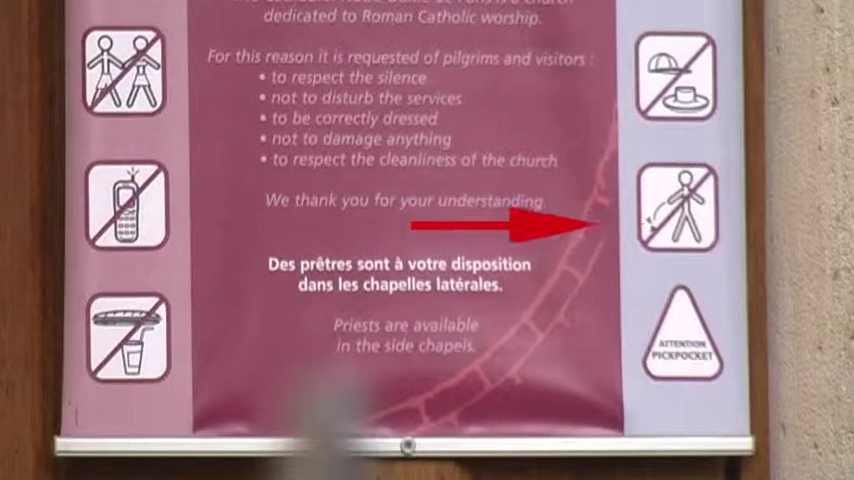 dedicated to Roman Catholic worship.
For this reason it is requested of pilgrims and visitors :
• to respect the silence
• not to disturb the services
• to be correctly dressed
• not to damage anything
• to respect the cleanliness of the church
We thank you for your understanding.
Des prêtres sont à votre disposition
dans les chapelles latérales.
Priests are available
in the side chapels.
ATTENTION
PICKPOCKET